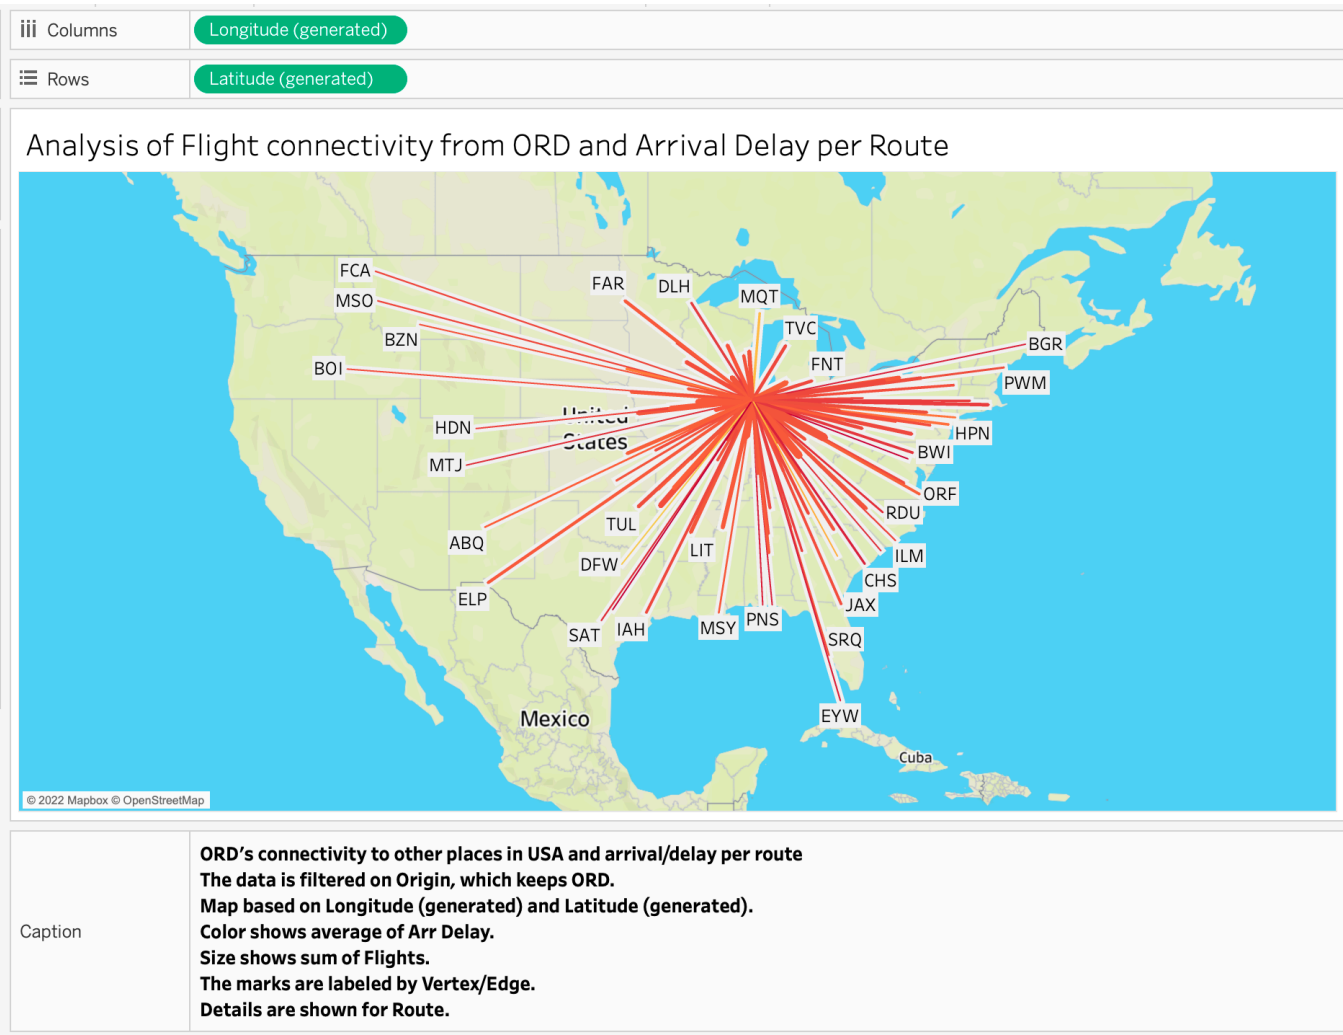 Columns
Longitude (generated)
Rows
Latitude (generated)
Analysis of Flight connectivity from ORD and Arrival Delay per Route
FCA
MSO
BZN
BOI
FAR
DLH
MQT
TVC
FNT
BGR
PWM
HDN
MTJ
United
States
HPN
BWI
ORF
RDU
ABQ
TUL
DFW
LIT
ILM
CHS
ELP
JAX
SAT
IAH
MSY
PNS
SRQ
EYW
Mexico
Cuba
© 2022 Mapbox © OpenStreetMap
Caption
ORD's connectivity to other places in USA and arrival/delay per route
The data is filtered on Origin, which keeps ORD.
Map based on Longitude (generated) and Latitude (generated).
Color shows average of Arr Delay.
Size shows sum of Flights.
The marks are labeled by Vertex/Edge.
Details are shown for Route.